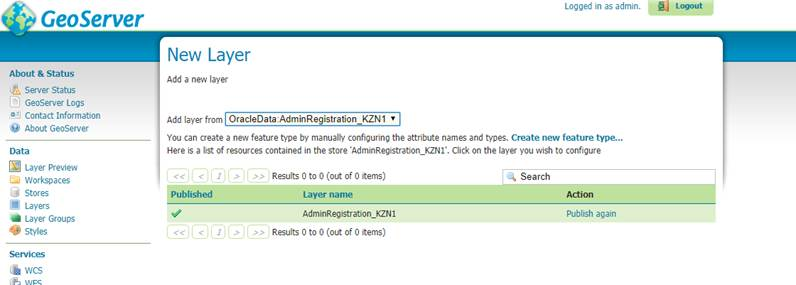 GeoServer
Logged in as admin.
Logout
New Layer
Add a new layer
Add layer from OracleData:AdminRegistration_KZN1
You can create a new feature type by manually configuring the attribute names and types. Create new feature type...
Here is a list of resources contained in the store 'AdminRegistration_KZN1'. Click on the layer you wish to configure
<< < 1 > >> Results 0 to 0 (out of 0 items) Search
Published Layer name Action
AdminRegistration_KZN1 Publish again
<< < 1 > >> Results 0 to 0 (out of 0 items)
About & Status
Server Status
GeoServer Logs
Contact Information
About GeoServer
Data
Layer Preview
Workspaces
Stores
Layers
Layer Groups
Styles
Services
WCS
WFS